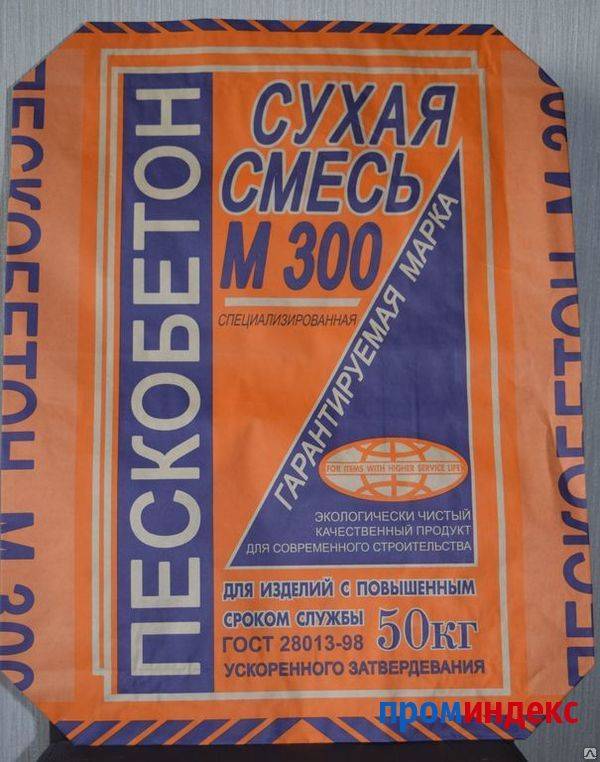 ПЕСКОБЕТОН
СУХАЯ
СМЕСЬ
М 300
СПЕЦИАЛИЗИРОВАННАЯ
ГАРАНТИРУЕМАЯ МАРКА
FOR ITEMS WITH HIGHER SERVICE LIFE
ЭКОЛОГИЧЕСКИ ЧИСТЫЙ
КАЧЕСТВЕННЫЙ ПРОДУКТ
ДЛЯ СОВРЕМЕННОГО СТРОИТЕЛЬСТВА
ДЛЯ ИЗДЕЛИЙ С ПОВЫШЕННЫМ
СРОКОМ СЛУЖБЫ 50КГ
ГОСТ 28013-98
УСКОРЕННОГО ЗАТВЕРДЕВАНИЯ
ПЕСКОБЕТОН М 300
ПЕСКОБЕТОН М 300
проминдекс